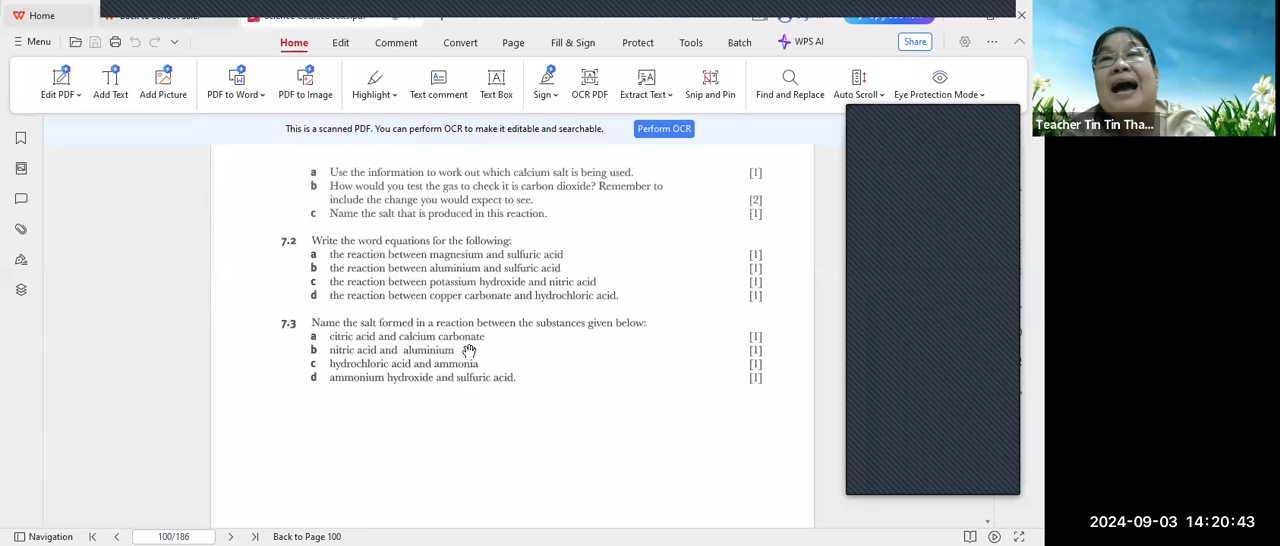 Home
Menu
Home Edit Comment Convert Page Fill & Sign Protect Tools Batch WPS AI Share
Edit PDF Add Text Add Picture PDF to Word PDF to Image Highlight Text comment Text Box Sign OCR PDF Extract Text Snip and Pin Find and Replace Auto Scroll Eye Protection Mode
Teacher Tin Tin Tha...
This is a scanned PDF. You can perform OCR to make it editable and searchable. Perform OCR
a Use the information to work out which calcium salt is being used. [1]
b How would you test the gas to check it is carbon dioxide? Remember to
include the change you would expect to see. [2]
c Name the salt that is produced in this reaction. [1]
7.2 Write the word equations for the following:
a the reaction between magnesium and sulfuric acid [1]
b the reaction between aluminium and sulfuric acid [1]
c the reaction between potassium hydroxide and nitric acid [1]
d the reaction between copper carbonate and hydrochloric acid. [1]
7.3 Name the salt formed in a reaction between the substances given below:
a citric acid and calcium carbonate [1]
b nitric acid and aluminium [1]
c hydrochloric acid and ammonia [1]
d ammonium hydroxide and sulfuric acid. [1]
2024-09-03 14:20:43
Navigation 100/186 Back to Page 100